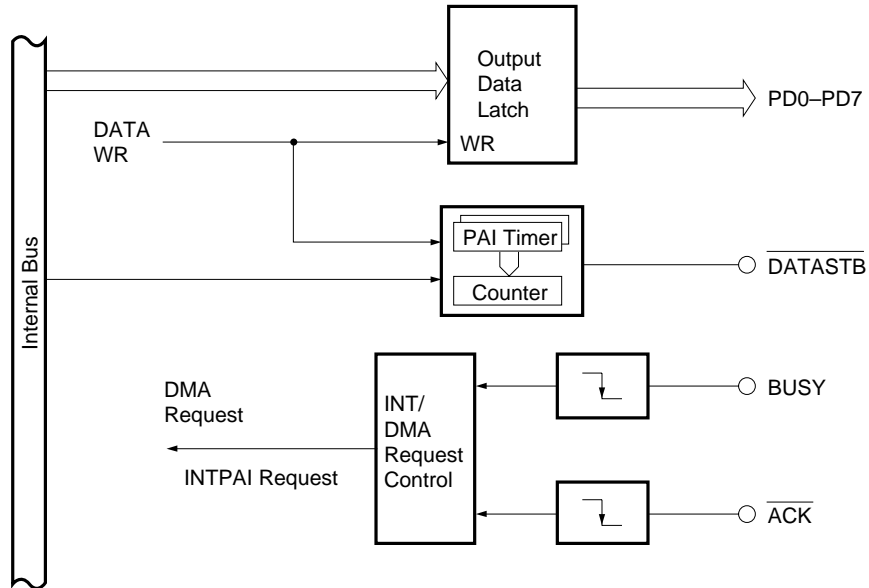 Output
Data
Latch
WR
PD0–PD7
DATA
WR
PAI Timer
Counter
DATASTB
Internal Bus
BUSY
DMA
Request
INTPAI Request
INT/
DMA
Request
Control
ACK